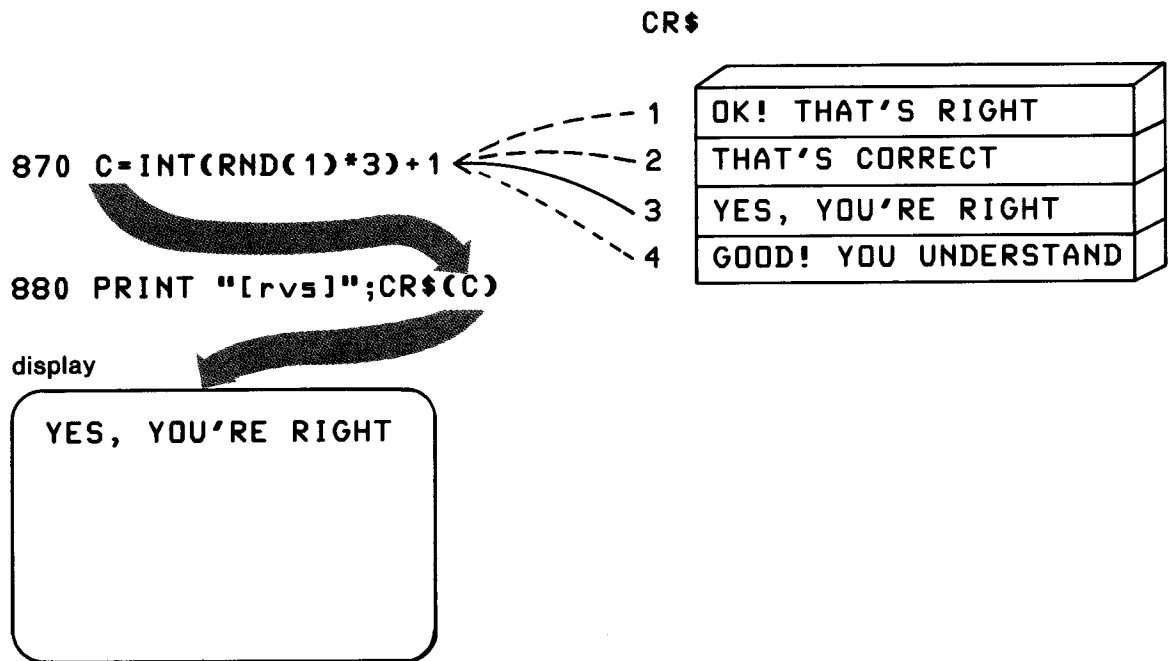 CR$
1 OK! THAT'S RIGHT
870 C=INT(RND(1)*3)+1
2 THAT'S CORRECT
3 YES, YOU'RE RIGHT
4 GOOD! YOU UNDERSTAND
880 PRINT "[rvs]";CR$(C)
display
YES, YOU'RE RIGHT